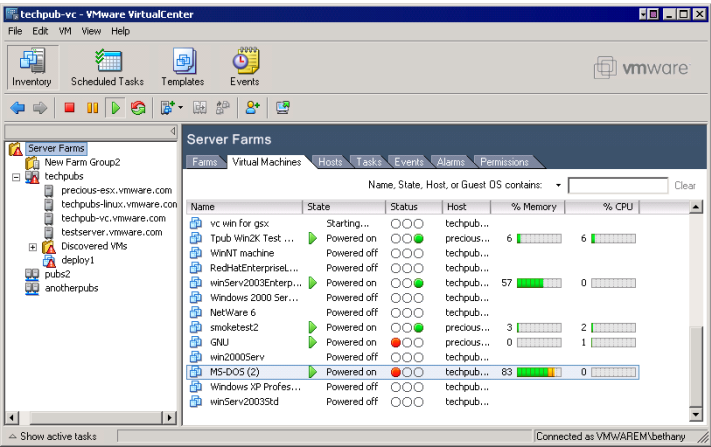 techpub-vc - VMware VirtualCenter
File Edit VM View Help
Inventory Scheduled Tasks Templates Events
vmware
Server Farms
New Farm Group2
techpubs
precious-esx.vmware.com
techpubs-linux.vmware.con
techpub-vc.vmware.com
testserver.vmware.com
Discovered VMs
deploy1
pubs2
anotherpubs
Server Farms
Farms Virtual Machines Hosts Tasks Events Alarms Permissions
Name, State, Host, or Guest OS contains: Clear
Name State Status Host % Memory % CPU
vc win for gsx Starting... techpub...
Tpub Win2K Test ... Powered on precious... 6 6
WinNT machine Powered off techpub...
RedHatEnterpriseL... Powered off techpub...
winServ2003Enterp... Powered on techpub... 57 0
Windows 2000 Ser... Powered off techpub...
NetWare 6 Powered off techpub...
smoketest2 Powered on precious... 3 2
GNU Powered on precious... 0 1
win2000Serv Powered off techpub...
MS-DOS (2) Powered on techpub... 83 0
Windows XP Profes... Powered off techpub...
winServ2003Std Powered off techpub...
Show active tasks Connected as VMWAREM\bethany